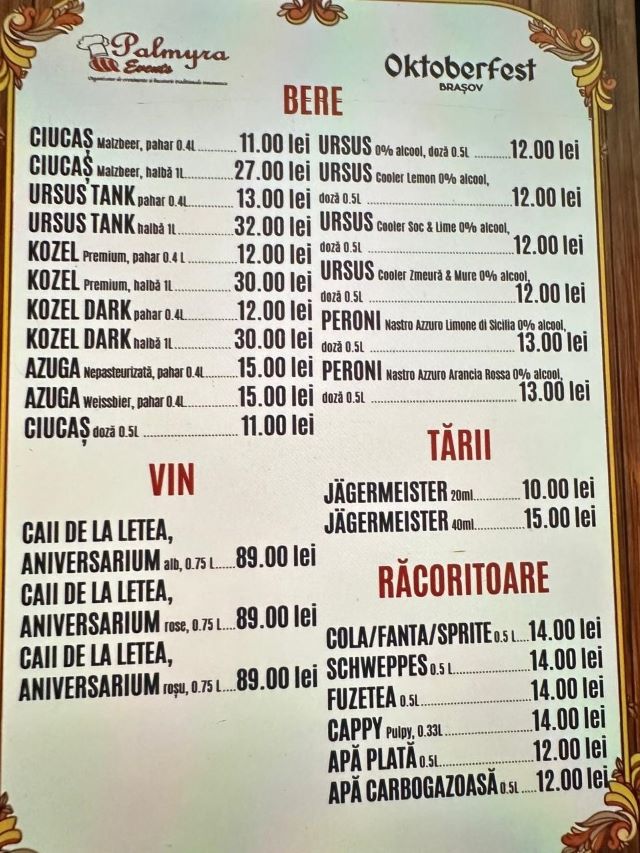 Palmyra
Events
Oktoberfest
BRAȘOV
BERE
CIUCAȘ Malzbeer, pahar 0.4L 11.00 lei
CIUCAȘ Malzbeer, halbă 1L 27.00 lei
URSUS TANK pahar 0.4L 13.00 lei
URSUS TANK halbă 1L 32.00 lei
KOZEL Premium, pahar 0.4 L 12.00 lei
KOZEL Premium, halbă 1L 30.00 lei
KOZEL DARK pahar 0.4L 12.00 lei
KOZEL DARK halbă 1L 30.00 lei
AZUGA Nepasteurizată, pahar 0.4L 15.00 lei
AZUGA Weissbier, pahar 0.4L 15.00 lei
CIUCAȘ doză 0.5L 11.00 lei
VIN
CAII DE LA LETEA,
ANIVERSARIUM alb, 0.75 L 89.00 lei
CAII DE LA LETEA,
ANIVERSARIUM rose, 0.75 L 89.00 lei
CAII DE LA LETEA,
ANIVERSARIUM roșu, 0.75 L 89.00 lei
URSUS 0% alcool, doză 0.5L 12.00 lei
URSUS Cooler Lemon 0% alcool,
doză 0.5L 12.00 lei
URSUS Cooler Soc & Lime 0% alcool,
doză 0.5L 12.00 lei
URSUS Cooler Zmeură & Mure 0% alcool,
doză 0.5L 12.00 lei
PERONI Nastro Azzuro Limone di Sicilia 0% alcool,
doză 0.5L 13.00 lei
PERONI Nastro Azuro Arancia Rossa 0% alcool,
doză 0.5L 13.00 lei
TĂRII
JÄGERMEISTER 20ml 10.00 lei
JÄGERMEISTER 40ml 15.00 lei
RĂCORITOARE
COLA/FANTA/SPRITE 0.5 L 14.00 lei
SCHWEPPES 0.5 L 14.00 lei
FUZETEA 0.5L 14.00 lei
CAPPY Pulpy, 0.33L 14.00 lei
APĂ PLATĂ 0.5L 12.00 lei
APĂ CARBOGAZOASĂ 0.5L 12.00 lei